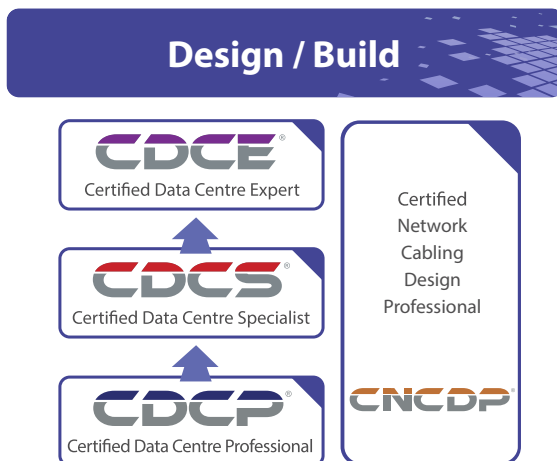 Design / Build
CDCE®
Certified Data Centre Expert
CDCS®
Certified Data Centre Specialist
CDCP®
Certified Data Centre Professional
Certified
Network
Cabling
Design
Professional
CNCDP®